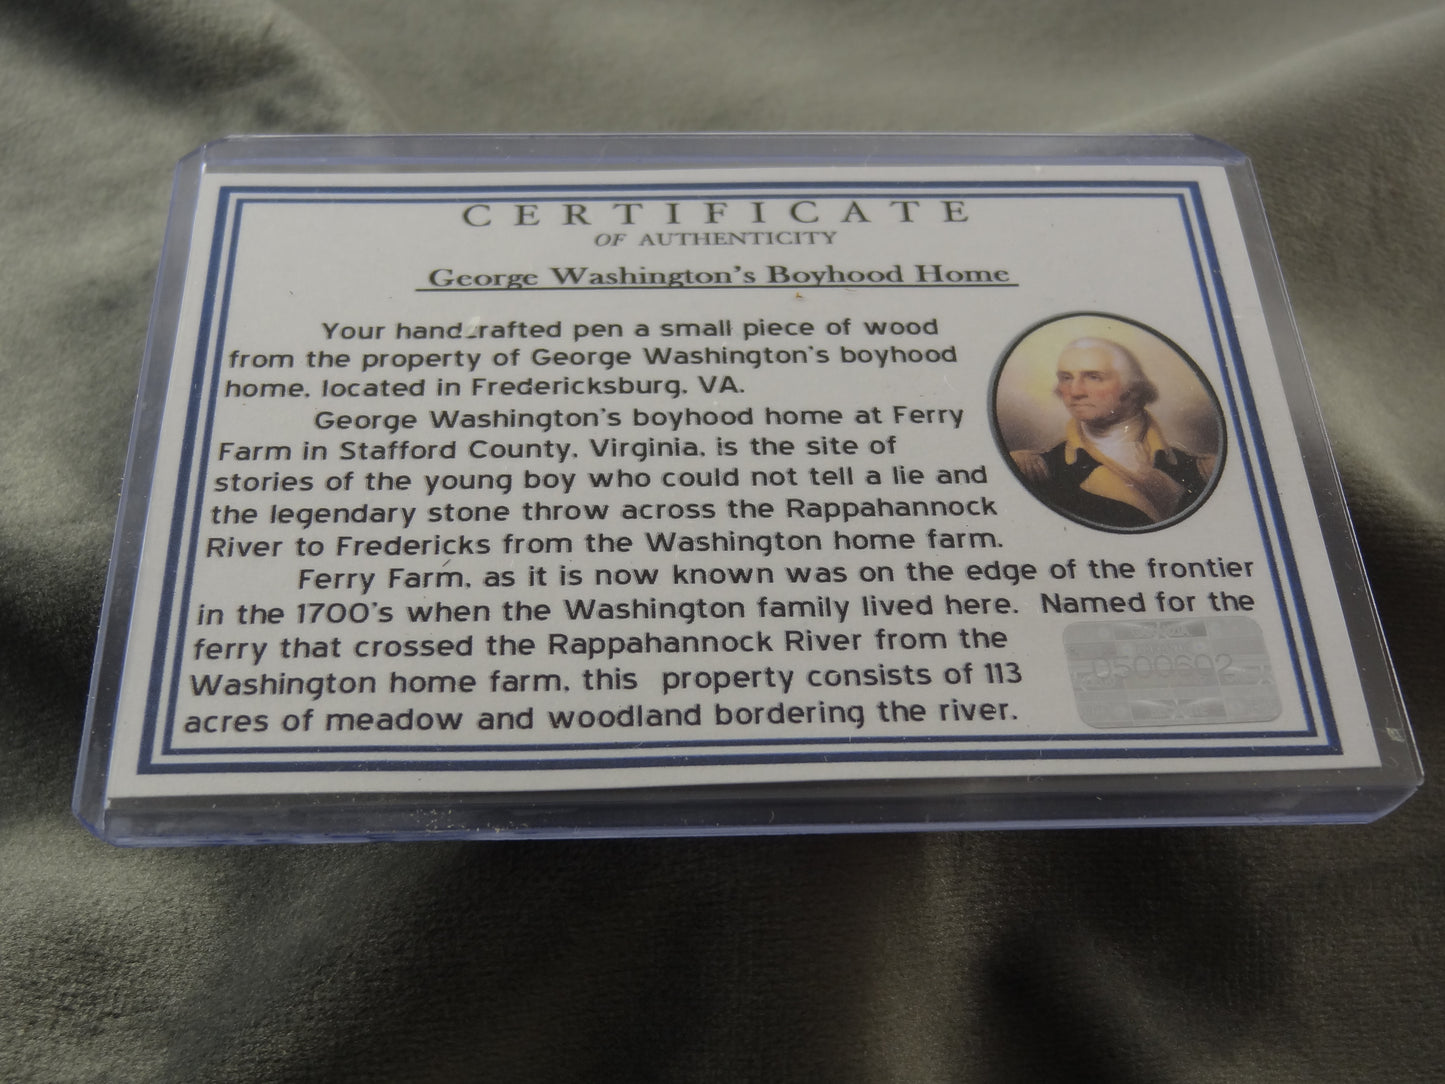 CERTIFICATE
OF AUTHENTICITY
George Washington's Boyhood Home
Your handcrafted pen a small piece of wood
from the property of George Washington's boyhood
home, located in Fredericksburg, VA.
George Washington's boyhood home at Ferry
Farm in Stafford County, Virginia, is the site of
stories of the young boy who could not tell a lie and
the legendary stone throw across the Rappahannock
River to Fredericks from the Washington home farm.
Ferry Farm, as it is now known was on the edge of the frontier
in the 1700's when the Washington family lived here. Named for the
ferry that crossed the Rappahannock River from the
Washington home farm, this property consists of 113
acres of meadow and woodland bordering the river.
0500602